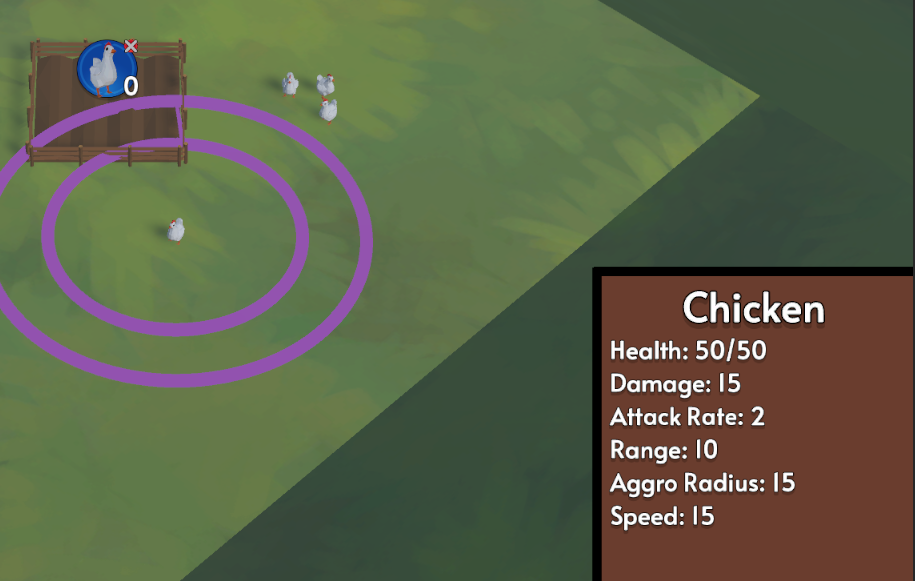 0
Chicken
Health: 50/50
Damage: 15
Attack Rate: 2
Range: 10
Aggro Radius: 15
Speed: 15